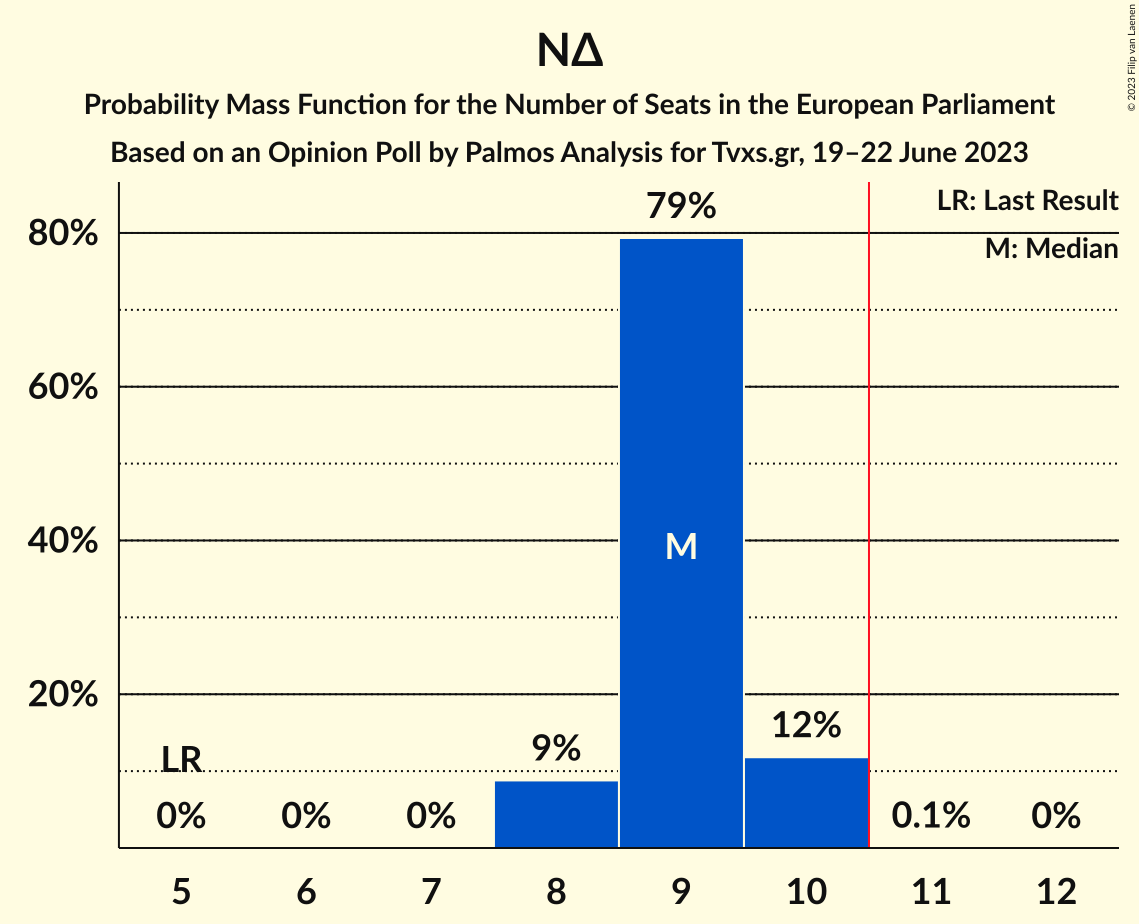 ΝΔ
Probability Mass Function for the Number of Seats in the European Parliament
Based on an Opinion Poll by Palmos Analysis for Tvxs.gr, 19–22 June 2023
© 2023 Filip van Laenen
LR: Last Result
M: Median
80%
60%
40%
20%
79%
M
12%
9%
LR
0%
0%
0%
0.1%
0%
5
6
7
8
9
10
11
12